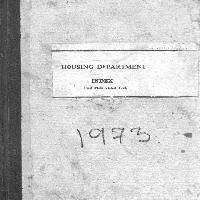 HOUSING DEPARTMENT
INDEX
1973